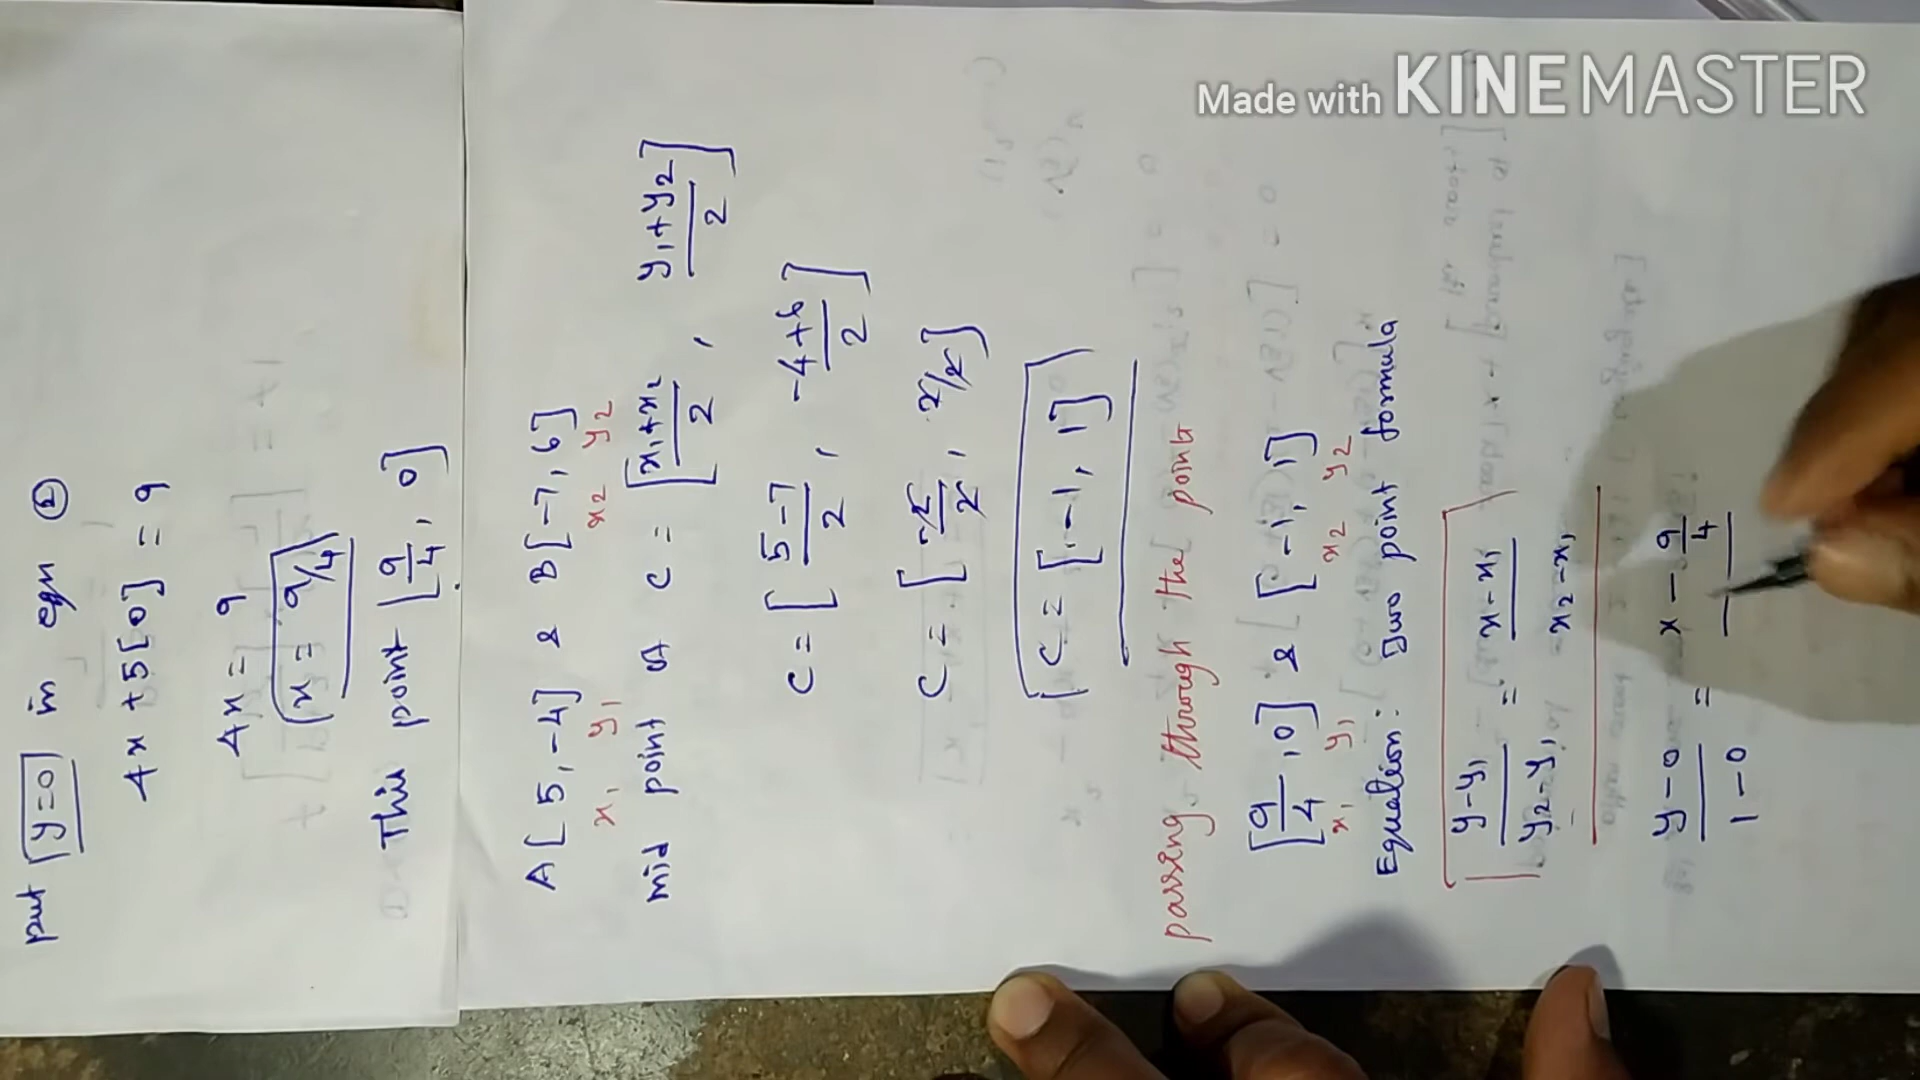 Made with KINEMASTER
put y=0 in eqn ②
4x + 5[0] = 9
4x = 9
x = 9/4
This point [9/4, 0]
A[5, -4] & B[-7, 6]
x₁ y₁ x₂ y₂
mid point of C = [x₁+x₂/2, y₁+y₂/2]
C = [5-7/2, -4+6/2]
C = [-2/2, 2/2]
C = [-1, 1]
passing through the point
[9/4, 0] & [-1, 1]
x₁ y₁ x₂ y₂
Equation: Two point formula
y-y₁/y₂-y₁ = x-x₁/x₂-x₁
y-0/1-0 = x-9/4/-